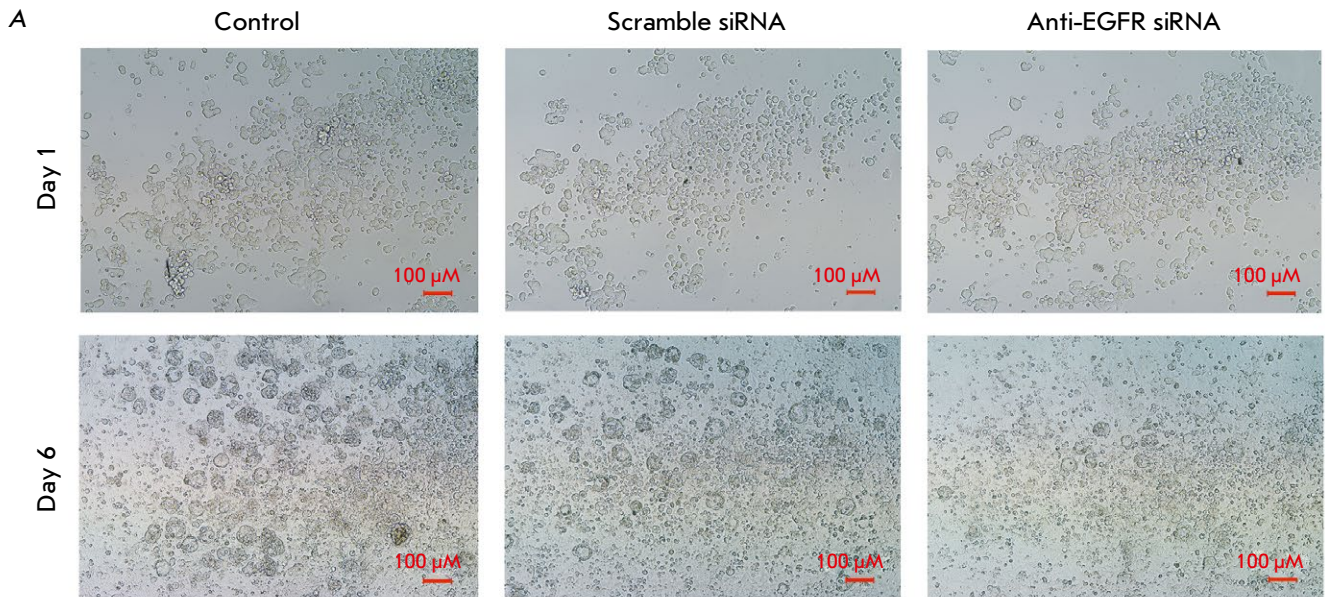 A
Control
Scramble siRNA
Anti-EGFR siRNA
Day 1
100 µM
100 µM
100 µM
Day 6
100 µM
100 µM
100 µM